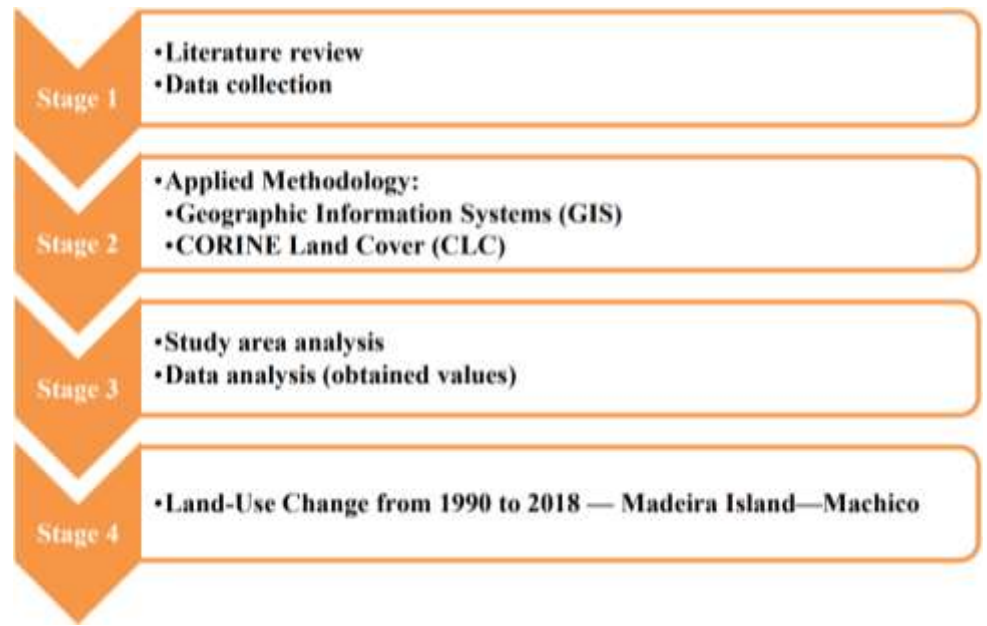 Stage 1
•Literature review
•Data collection
Stage 2
•Applied Methodology:
•Geographic Information Systems (GIS)
•CORINE Land Cover (CLC)
Stage 3
•Study area analysis
•Data analysis (obtained values)
Stage 4
•Land-Use Change from 1990 to 2018 — Madeira Island—Machico